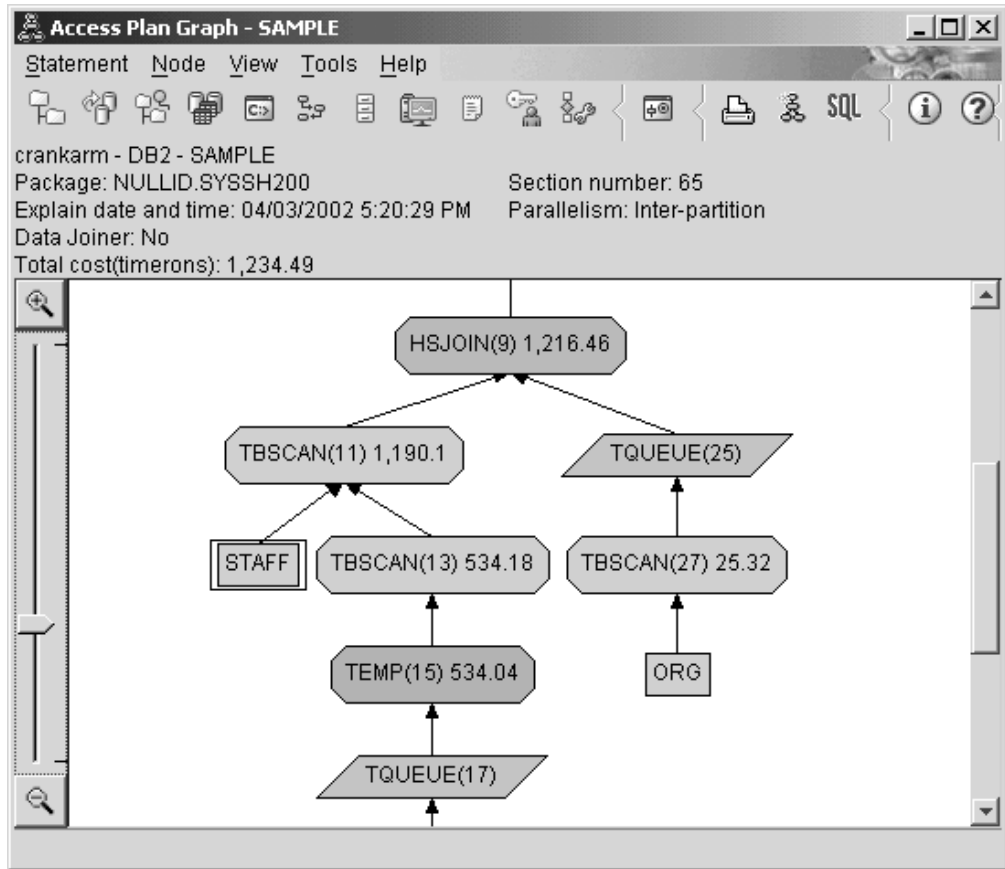 Access Plan Graph - SAMPLE
Statement Node View Tools Help
C:> SQL i ?
crankarm - DB2 - SAMPLE
Package: NULLID.SYSSH200 Section number: 65
Explain date and time: 04/03/2002 5:20:29 PM Parallelism: Inter-partition
Data Joiner: No
Total cost(timerons): 1,234.49
HSJOIN(9) 1,216.46
TBSCAN(11) 1,190.1 TQUEUE(25)
STAFF TBSCAN(13) 534.18 TBSCAN(27) 25.32
TEMP(15) 534.04 ORG
TQUEUE(17)